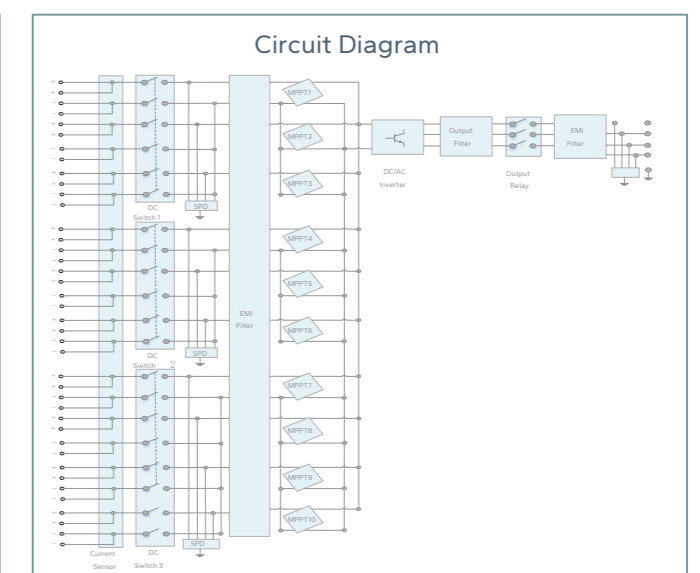 Circuit Diagram
MPPT1
MPPT2
MPPT3
DC
Switch 1
SPD
MPPT4
MPPT5
MPPT6
DC
Switch 2
SPD
MPPT7
MPPT8
MPPT9
MPPT10
DC
Switch 3
SPD
Current
Sensor
EMI
Filter
DC/AC
Inverter
Output
Filter
Output
Relay
EMI
Filter